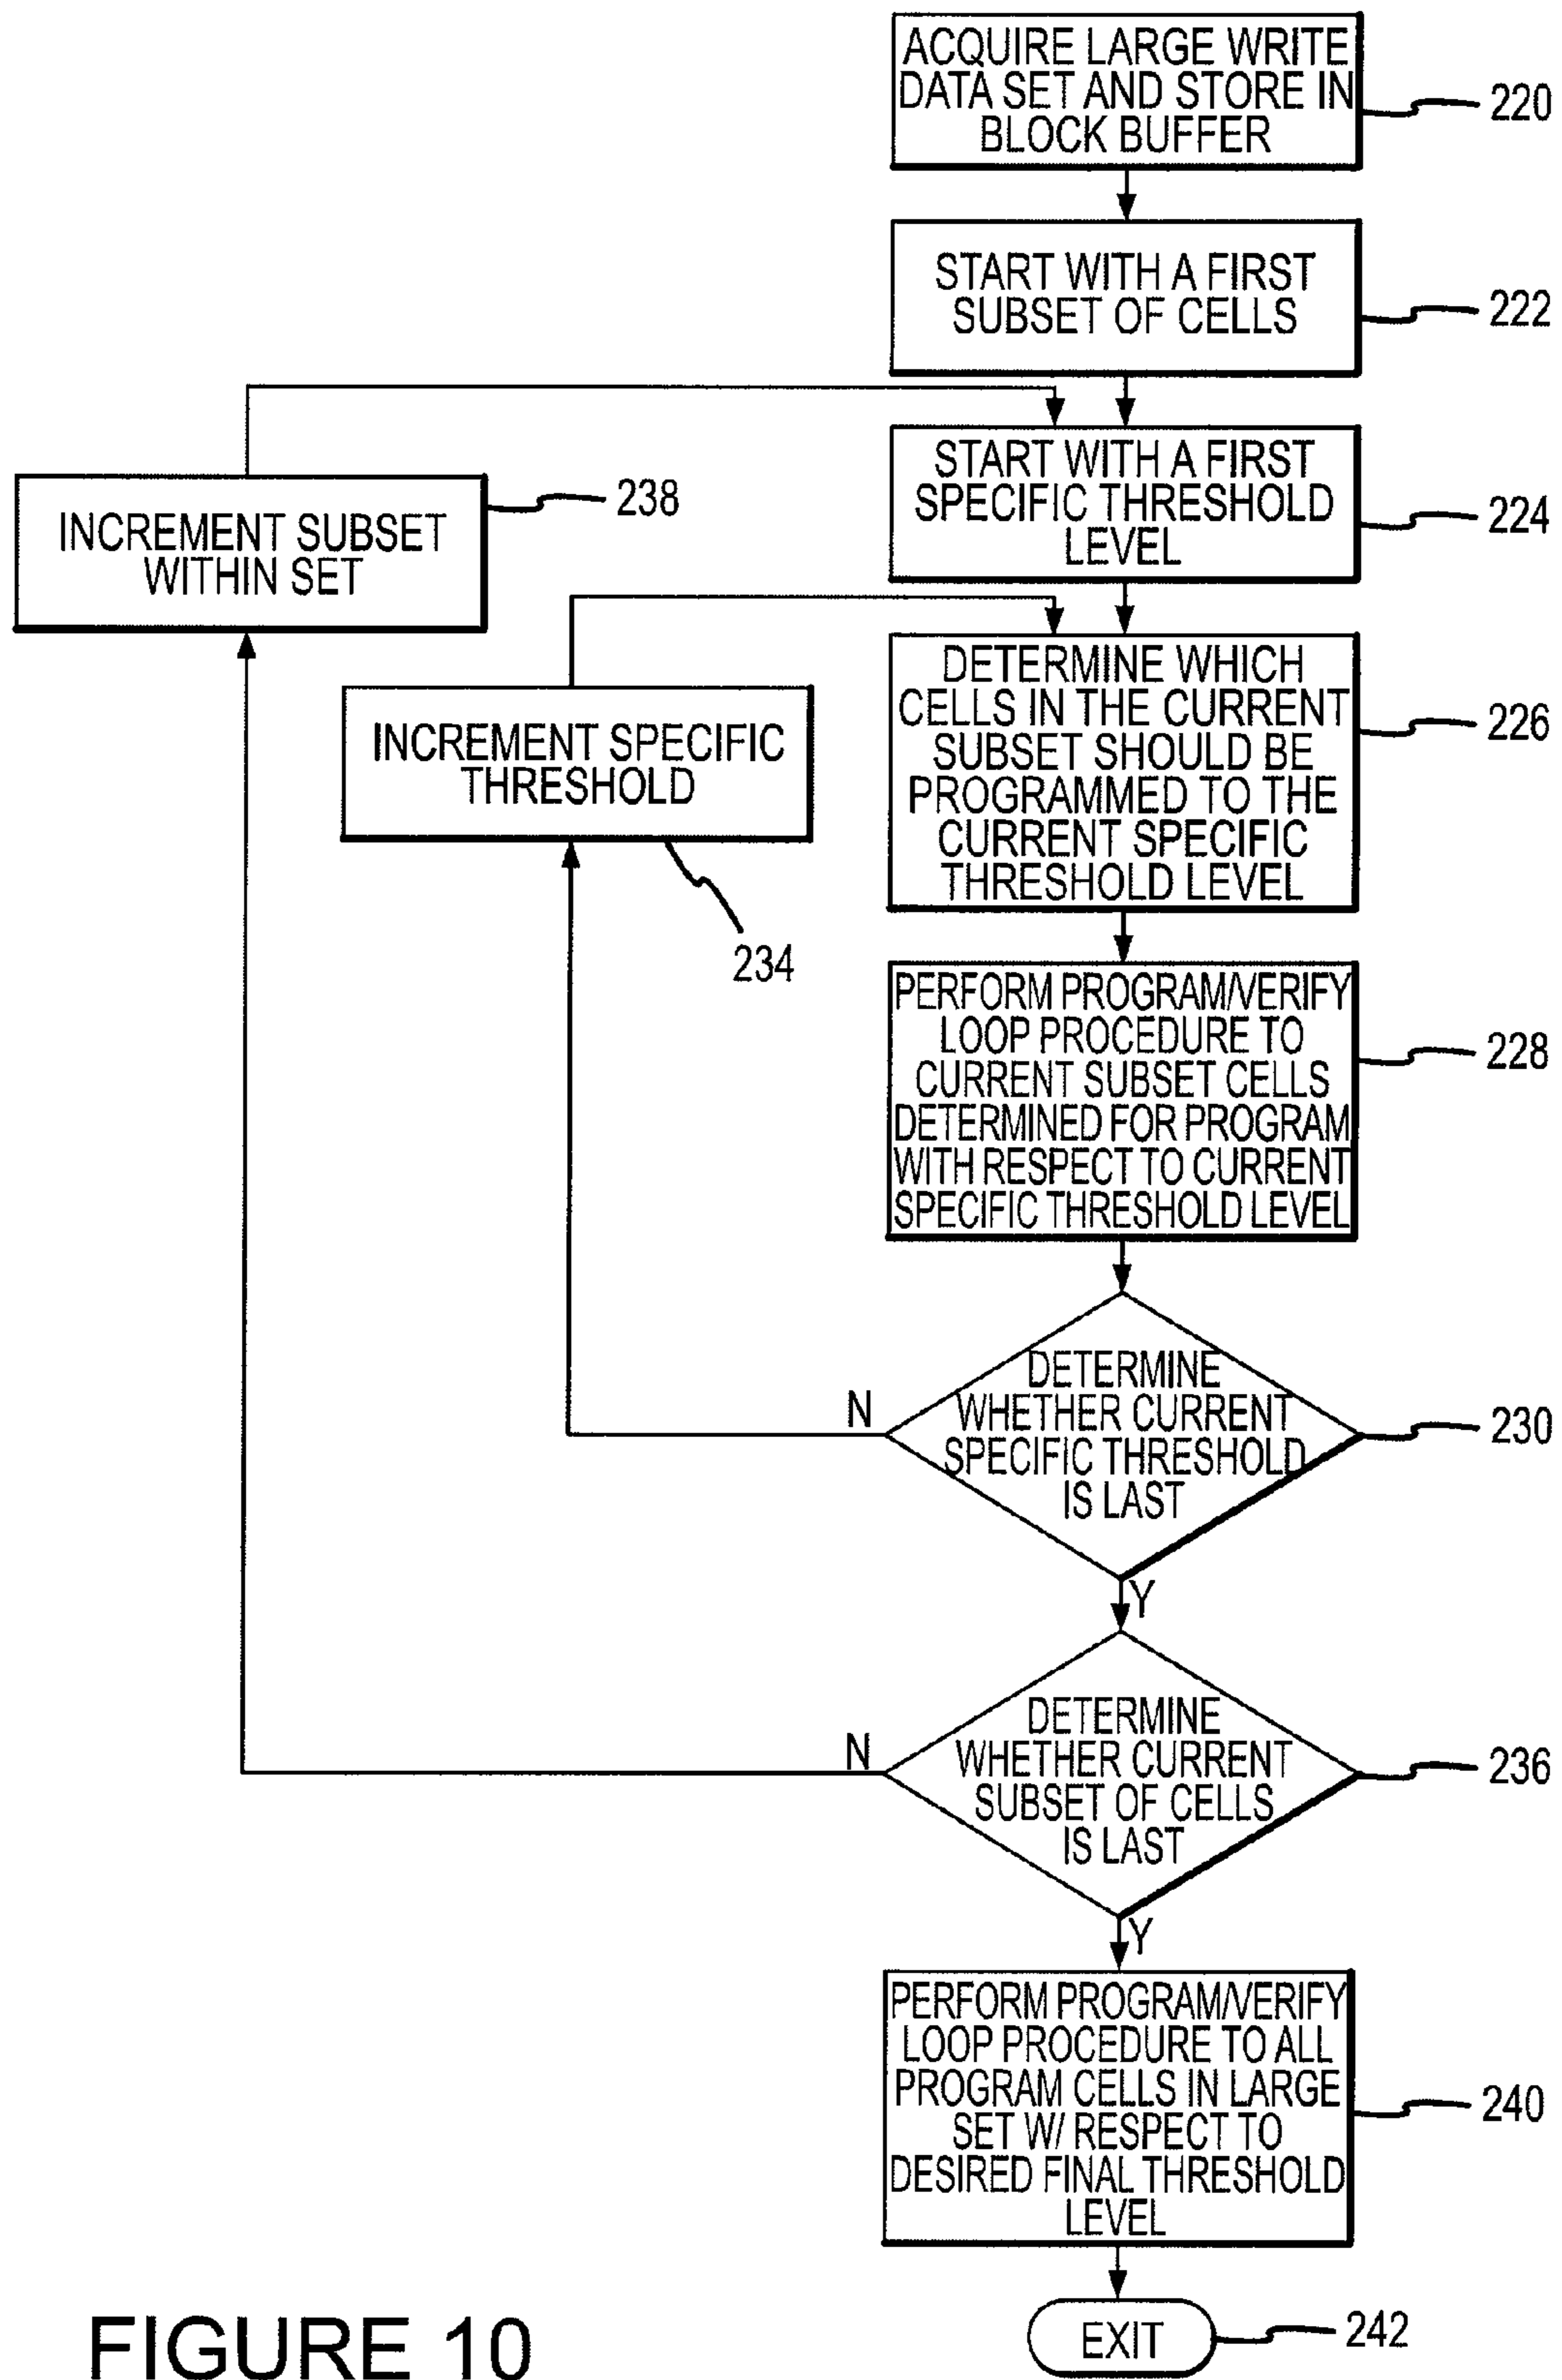 ACQUIRE LARGE WRITE
DATA SET AND STORE IN
BLOCK BUFFER
220
START WITH A FIRST
SUBSET OF CELLS
222
START WITH A FIRST
SPECIFIC THRESHOLD
LEVEL
224
INCREMENT SUBSET
WITHIN SET
238
DETERMINE WHICH
CELLS IN THE CURRENT
SUBSET SHOULD BE
PROGRAMMED TO THE
CURRENT SPECIFIC
THRESHOLD LEVEL
226
INCREMENT SPECIFIC
THRESHOLD
234
PERFORM PROGRAM/VERIFY
LOOP PROCEDURE TO
CURRENT SUBSET CELLS
DETERMINED FOR PROGRAM
WITH RESPECT TO CURRENT
SPECIFIC THRESHOLD LEVEL
228
DETERMINE
WHETHER CURRENT
SPECIFIC THRESHOLD
IS LAST
230
N
Y
DETERMINE
WHETHER CURRENT
SUBSET OF CELLS
IS LAST
236
N
Y
PERFORM PROGRAM/VERIFY
LOOP PROCEDURE TO ALL
PROGRAM CELLS IN LARGE
SET W/ RESPECT TO
DESIRED FINAL THRESHOLD
LEVEL
240
EXIT
242
FIGURE 10